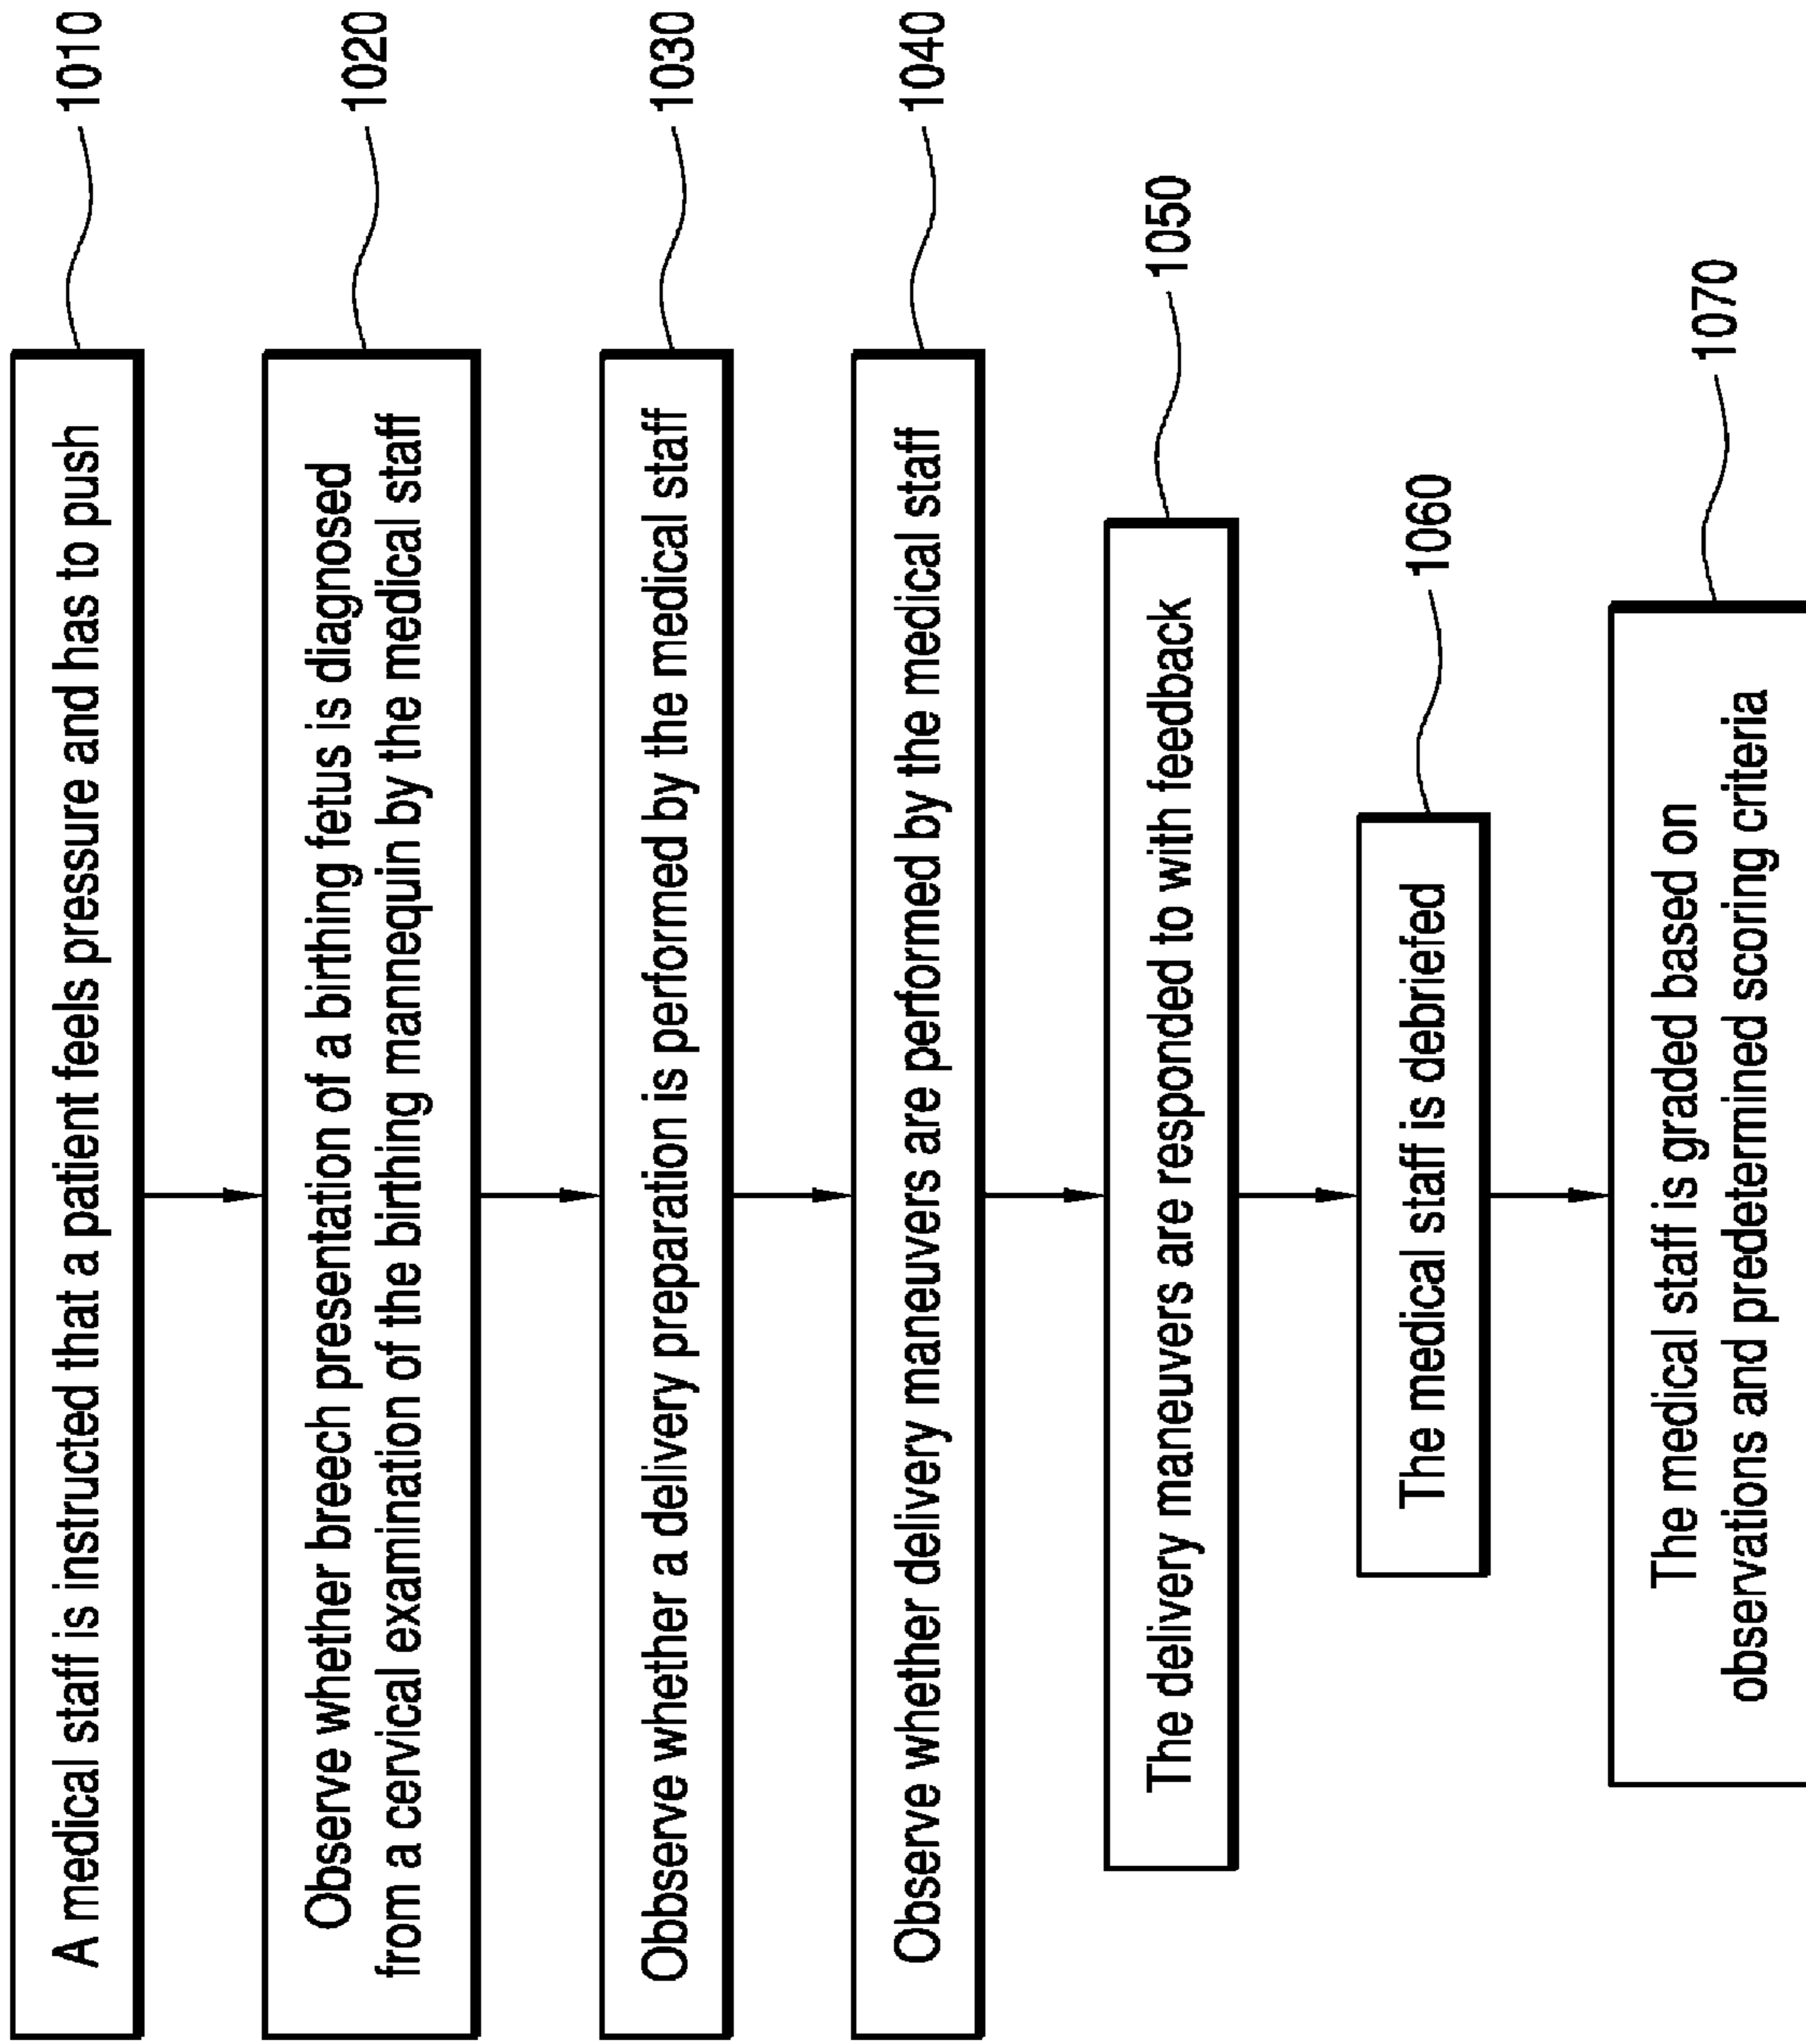 A medical staff is instructed that a patient feels pressure and has to push
1010
Observe whether breech presentation of a birthing fetus is diagnosed
from a cervical examination of the birthing mannequin by the medical staff
1020
Obbserve whether a delivery preparation is performed by the medical staff
1030
Observe whether delivery maneuvers are performed by the medical staff
1040
The delivery maneuvers are responded to with feedback
1050
The medical staff is debriefed
1060
The medical staff is graded based on
observations and predetermined scoring criteria
1070